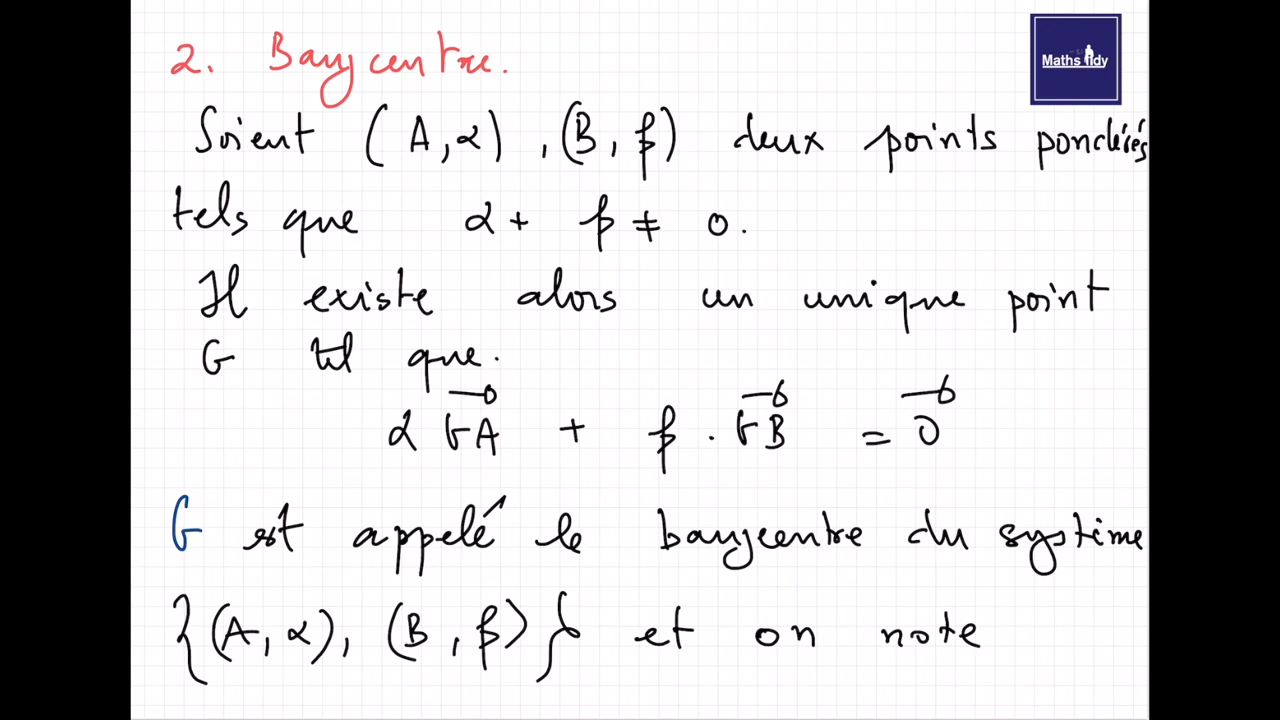 2. Barycentre.
Maths Tidy
Soient (A, α), (B, β) deux points pondérés
tels que α + β ≠ 0.
Il existe alors un unique point
G tel que.
α GA + β . GB = 0
G est appelé le barycentre du système
{(A, α), (B, β)} et on note